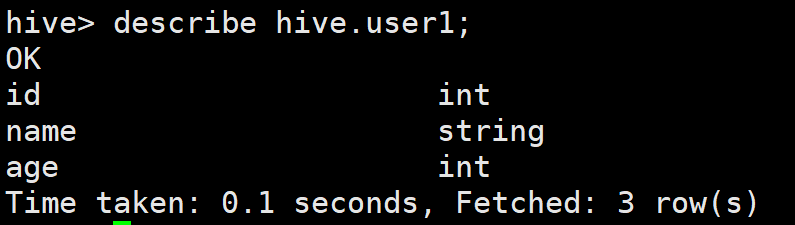 hive> describe hive.user1;
OK
id int
name string
age int
Time taken: 0.1 seconds, Fetched: 3 row(s)